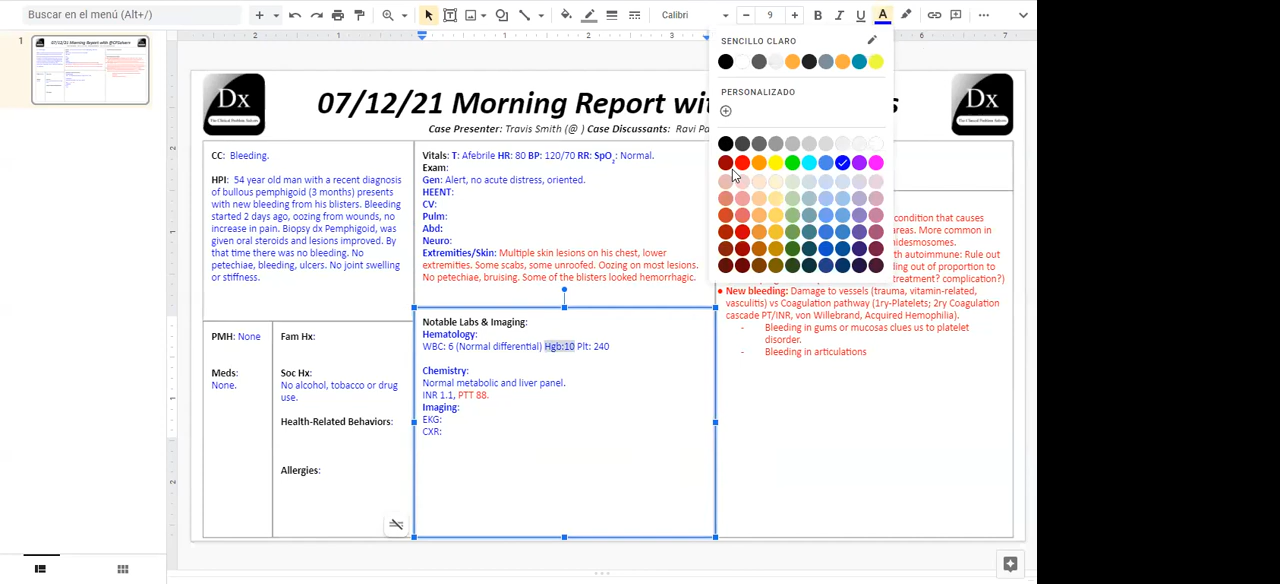 Buscar en el menú (Alt+/)
Calibri
9
B I U A
SENCILLO CLARO
PERSONALIZADO
1
2 1 1 2 6 7
07/12/21 Morning Report wi
s
Case Presenter: Travis Smith (@ ) Case Discussants: Ravi Pa
Dx
Dx
CC: Bleeding.
HPI: 54 year old man with a recent diagnosis
of bullous pemphigoid (3 months) presents
with new bleeding from his blisters. Bleeding
started 2 days ago, oozing from wounds, no
increase in pain. Biopsy dx Pemphigoid, was
given oral steroids and lesions improved. By
that time there was no bleeding. No
petechiae, bleeding, ulcers. No joint swelling
or stiffness.
PMH: None
Meds:
None.
Fam Hx:
Soc Hx:
No alcohol, tobacco or drug
use.
Health-Related Behaviors:
Allergies:
Vitals: T: Afebrile HR: 80 BP: 120/70 RR: SpO2: Normal.
Exam:
Gen: Alert, no acute distress, oriented.
HEENT:
CV:
Pulm:
Abd:
Neuro:
Extremities/Skin: Multiple skin lesions on his chest, lower
extremities. Some scabs, some unroofed. Oozing on most lesions.
No petechiae, bruising. Some of the blisters looked hemorrhagic.
Notable Labs & Imaging:
Hematology:
WBC: 6 (Normal differential) Hgb:10 Plt: 240
Chemistry:
Normal metabolic and liver panel.
INR 1.1, PTT 88.
Imaging:
EKG:
CXR:
condition that causes
areas. More common in
midesmosomes.
th autoimmune: Rule out
ling out of proportion to
treatment? complication?)
● New bleeding: Damage to vessels (trauma, vitamin-related,
vasculitis) vs Coagulation pathway (1ry-Platelets; 2ry Coagulation
cascade PT/INR, von Willebrand, Acquired Hemophilia).
- Bleeding in gums or mucosas clues us to platelet
disorder.
- Bleeding in articulations